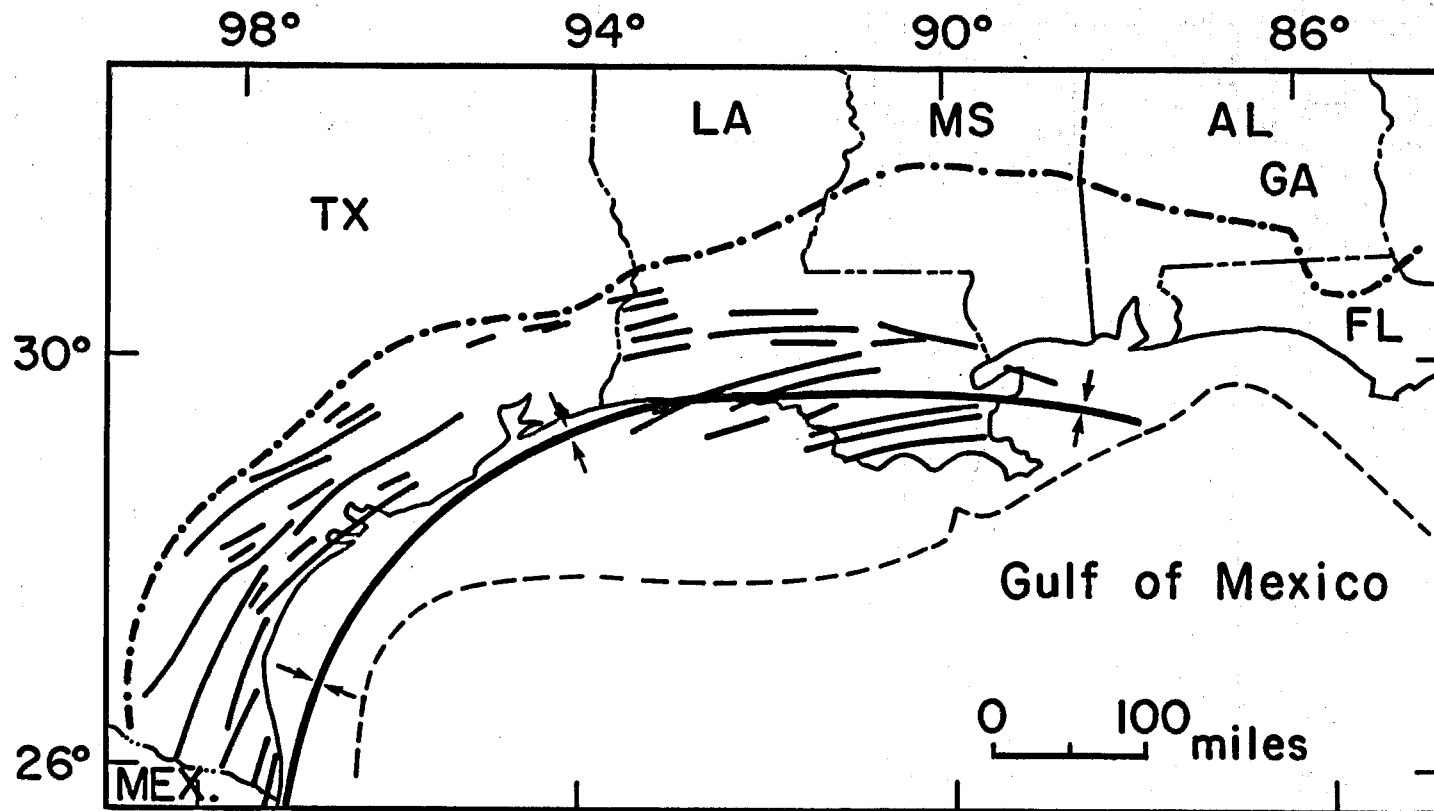 98° 94° 90° 86°
LA MS AL
GA
TX
30° FL
Gulf of Mexico
0 100 miles
26°
MEX.